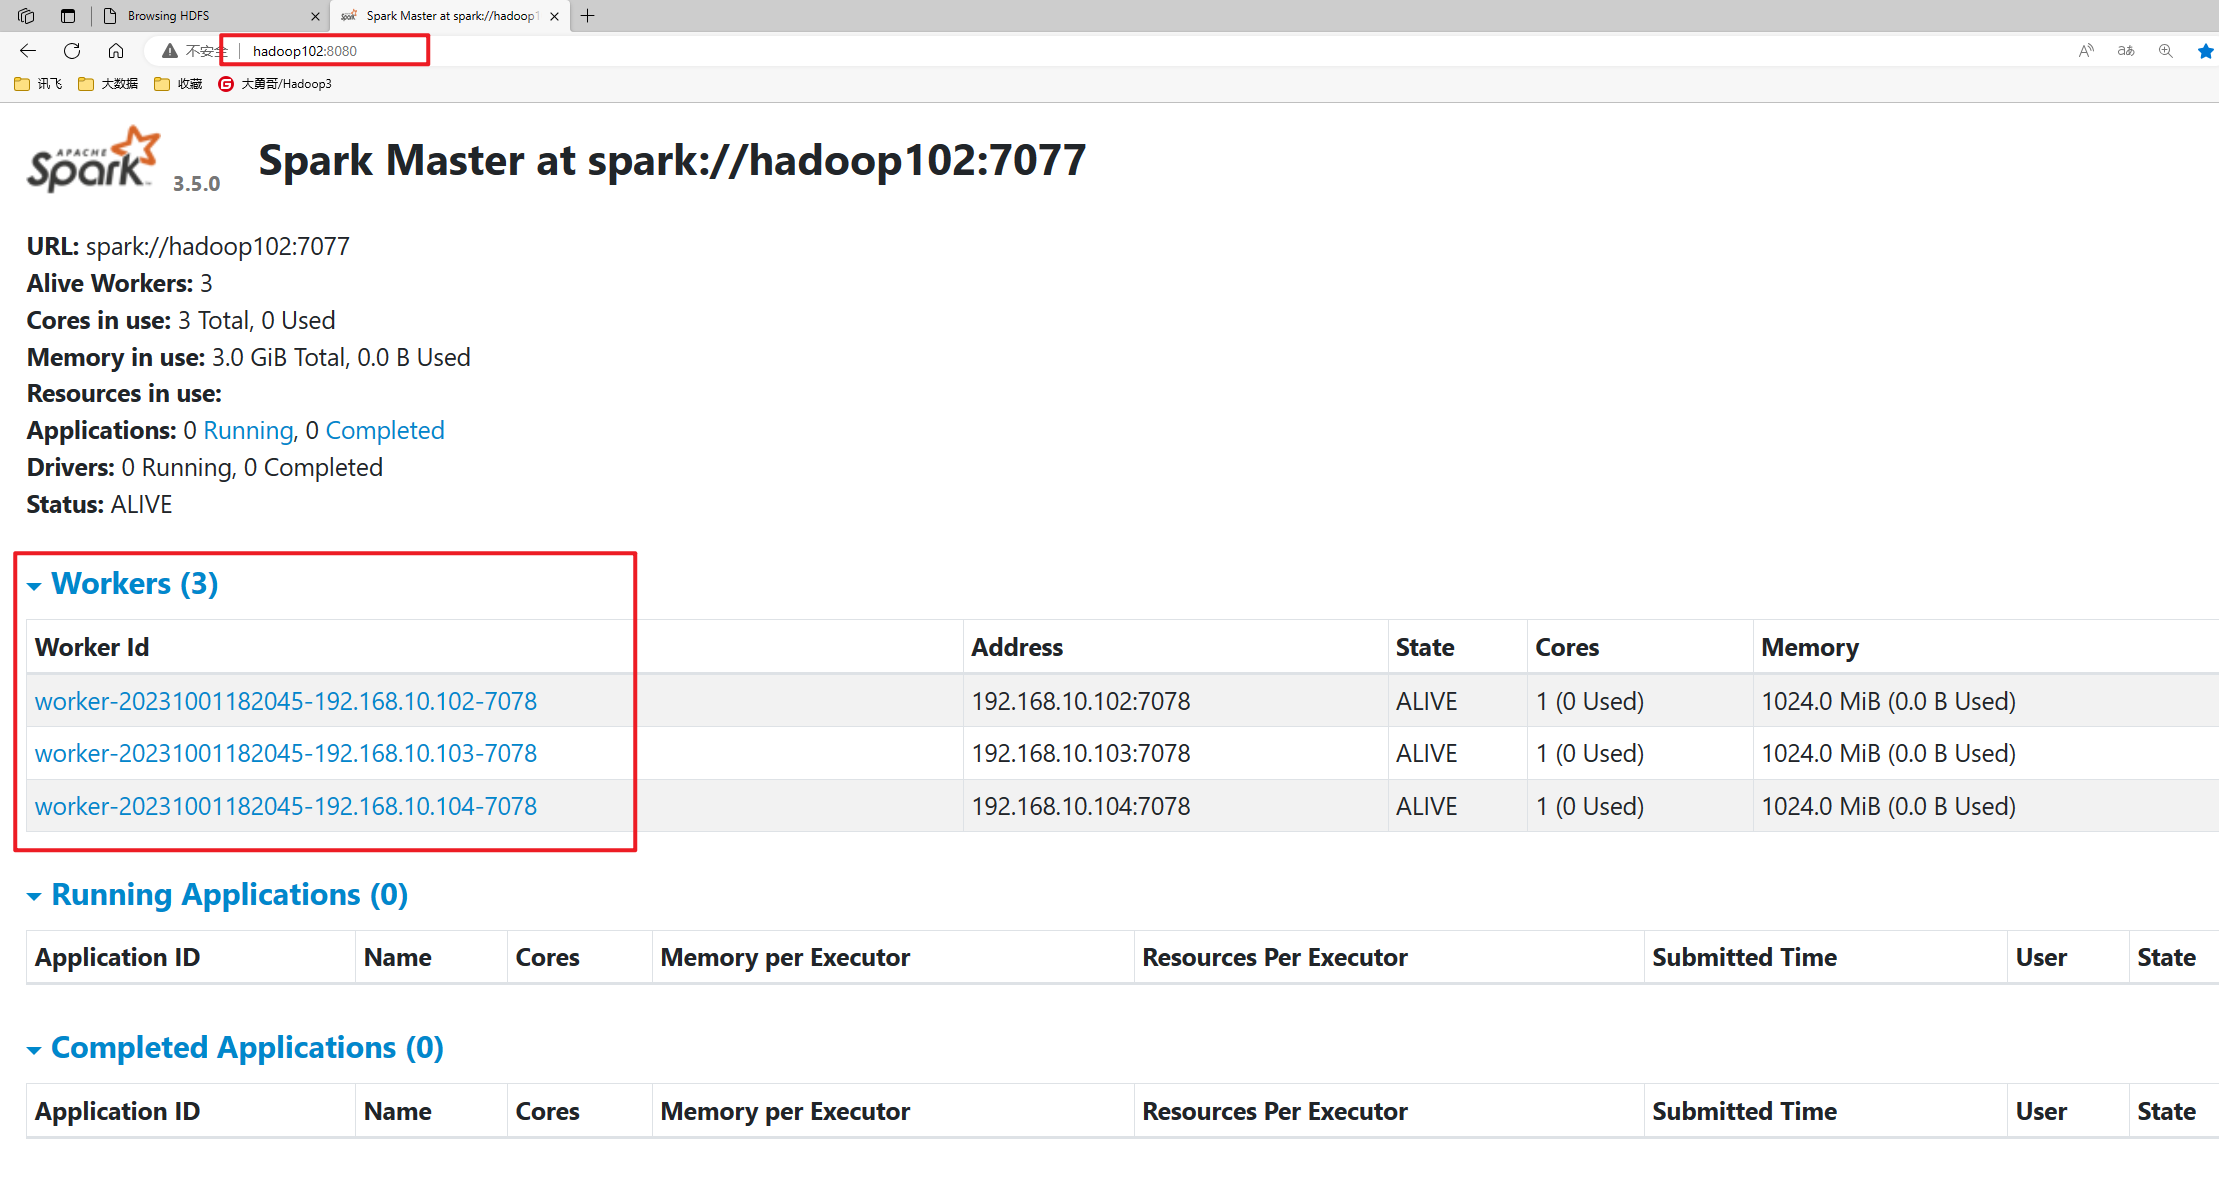 Browsing HDFS
Spark Master at spark://hadoop1
不安全 hadoop102:8080
讯飞 大数据 收藏 大勇哥/Hadoop3
APACHE Spark 3.5.0 Spark Master at spark://hadoop102:7077
URL: spark://hadoop102:7077
Alive Workers: 3
Cores in use: 3 Total, 0 Used
Memory in use: 3.0 GiB Total, 0.0 B Used
Resources in use:
Applications: 0 Running, 0 Completed
Drivers: 0 Running, 0 Completed
Status: ALIVE
Workers (3)
Worker Id Address State Cores Memory
worker-20231001182045-192.168.10.102-7078 192.168.10.102:7078 ALIVE 1 (0 Used) 1024.0 MiB (0.0 B Used)
worker-20231001182045-192.168.10.103-7078 192.168.10.103:7078 ALIVE 1 (0 Used) 1024.0 MiB (0.0 B Used)
worker-20231001182045-192.168.10.104-7078 192.168.10.104:7078 ALIVE 1 (0 Used) 1024.0 MiB (0.0 B Used)
Running Applications (0)
Application ID Name Cores Memory per Executor Resources Per Executor Submitted Time User State
Completed Applications (0)
Application ID Name Cores Memory per Executor Resources Per Executor Submitted Time User State